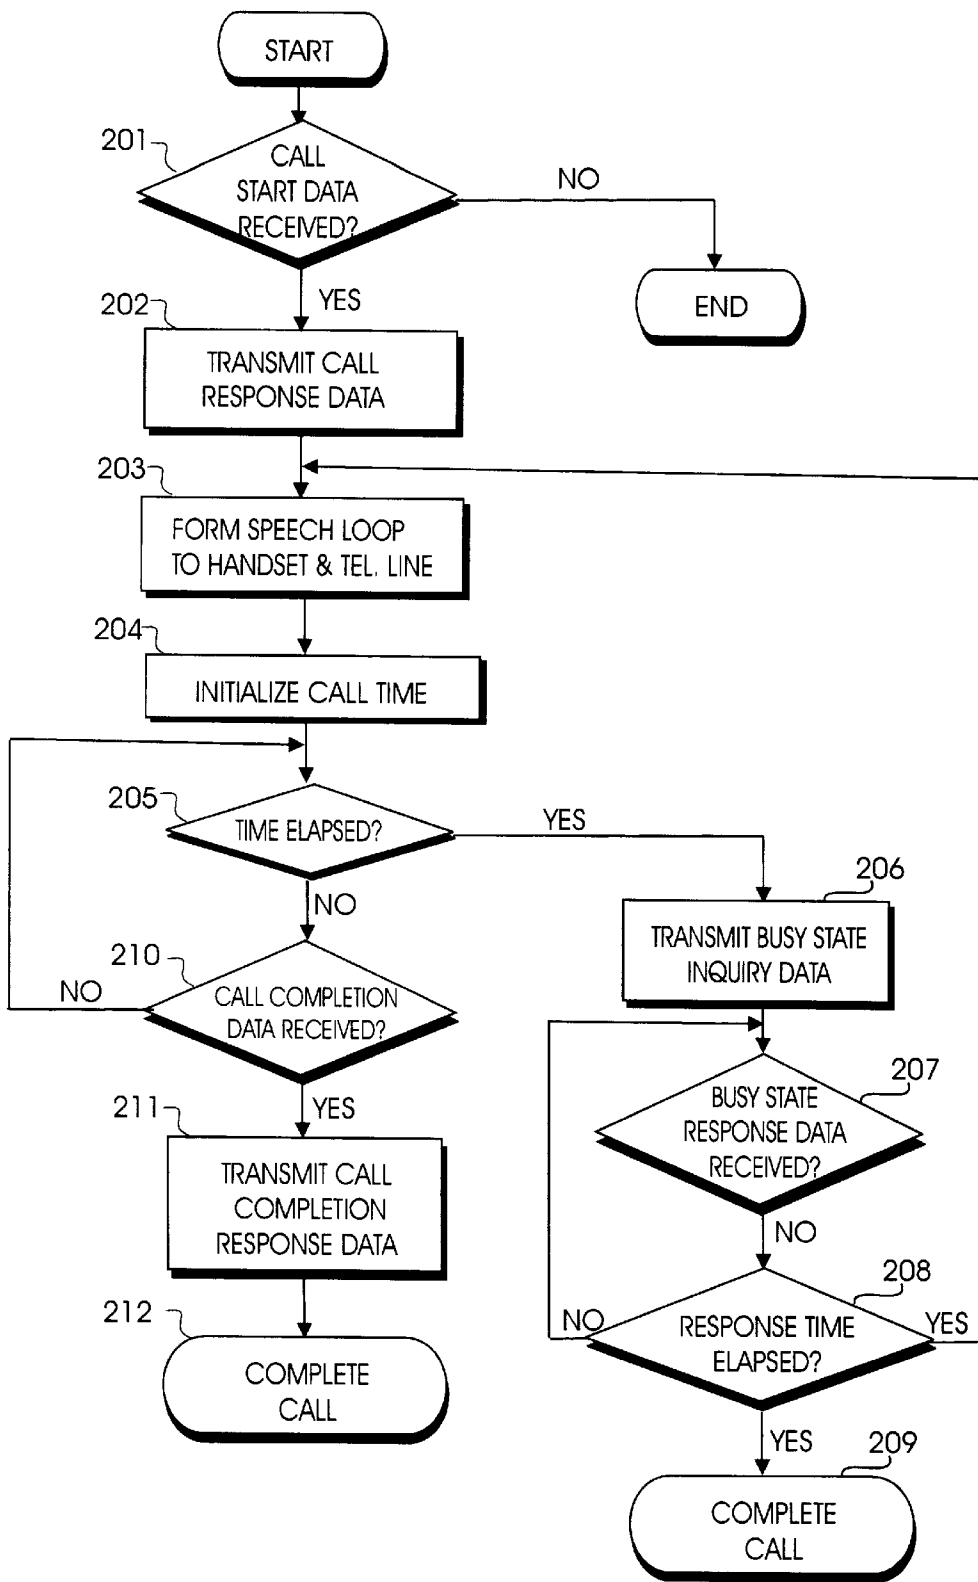 START
201
CALL
START DATA
RECEIVED?
NO
END
YES
202
TRANSMIT CALL
RESPONSE DATA
203
FORM SPEECH LOOP
TO HANDSET & TEL. LINE
204
INITIALIZE CALL TIME
205
TIME ELAPSED?
YES
NO
206
TRANSMIT BUSY STATE
INQUIRY DATA
210
CALL COMPLETION
DATA RECEIVED?
NO
YES
207
BUSY STATE
RESPONSE DATA
RECEIVED?
NO
211
TRANSMIT CALL
COMPLETION
RESPONSE DATA
208
RESPONSE TIME
ELAPSED?
NO
YES
YES
212
COMPLETE
CALL
209
COMPLETE
CALL